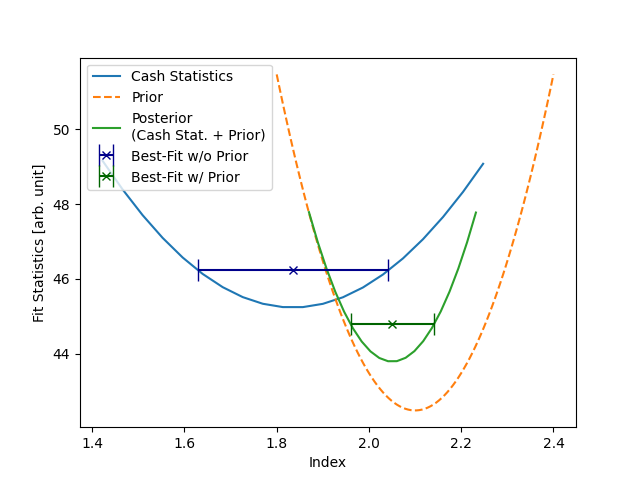 Cash Statistics
Prior
Posterior
(Cash Stat. + Prior)
Best-Fit w/o Prior
Best-Fit w/ Prior
Fit Statistics [arb. unit]
50
48
46
44
1.4 1.6 1.8 2.0 2.2 2.4
Index